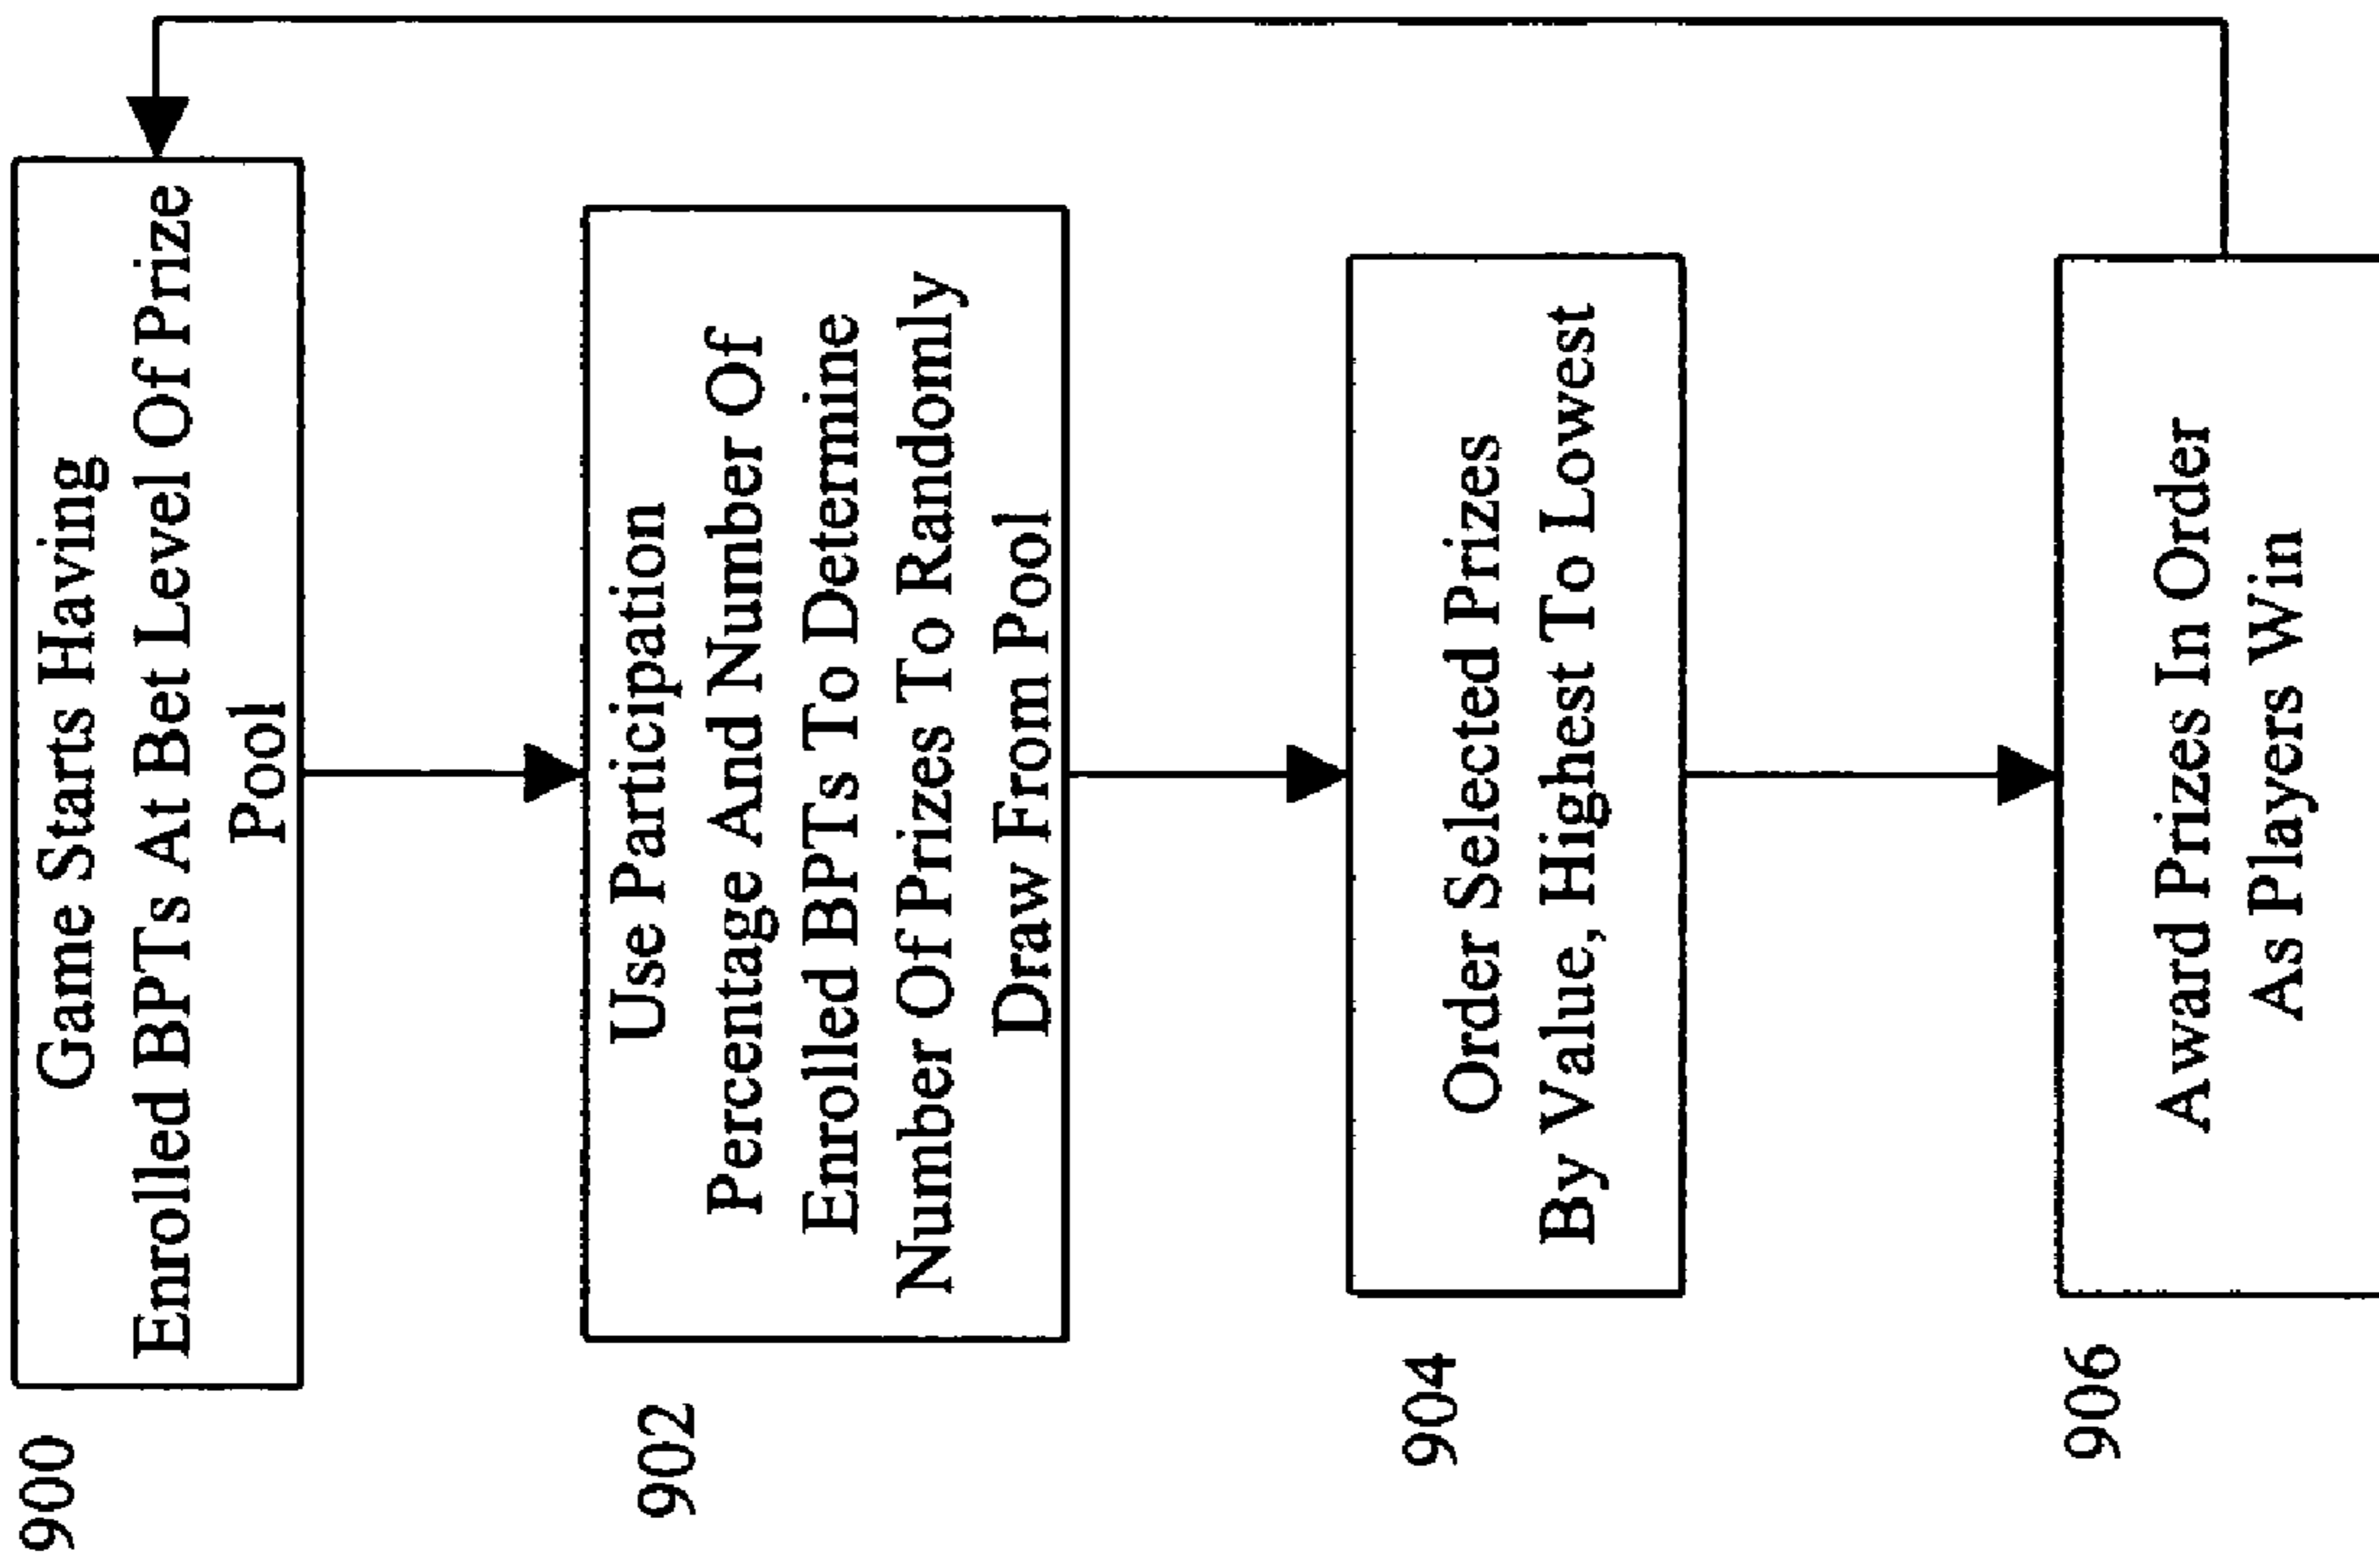 900
Game Starts Having
Enrolled BPTs At Bet Level Of Prize
Pool
902
Use Participation
Percentage And Number Of
Enrolled BPTs To Determine
Number Of Prizes To Randomly
Draw From Pool
904
Order Selected Prizes
By Value, Highest To Lowest
906
Award Prizes In Order
As Players Win